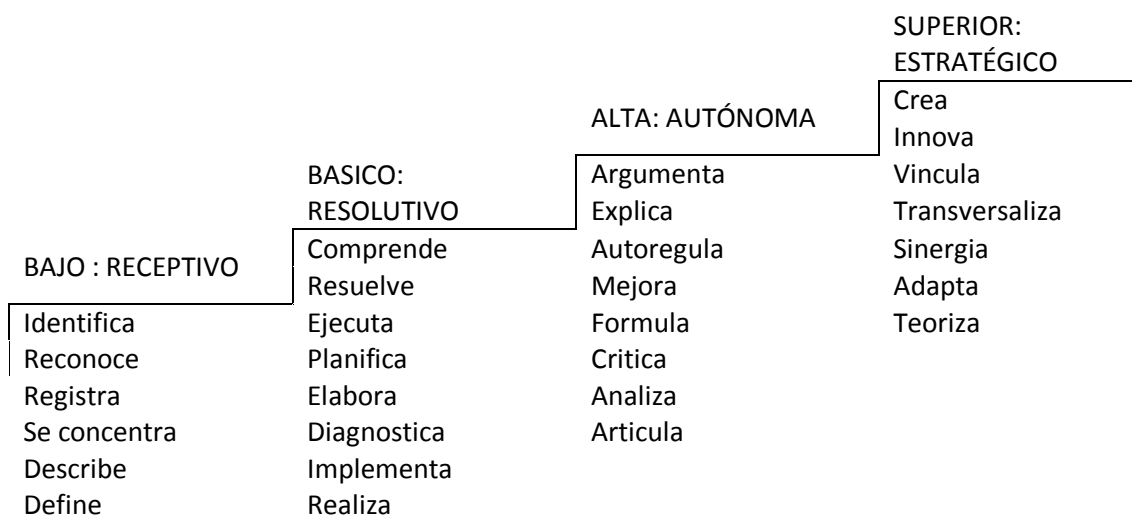 BAJO : RECEPTIVO
Identifica
Reconoce
Registra
Se concentra
Describe
Define
BASICO:
RESOLUTIVO
Comprende
Resuelve
Ejecuta
Planifica
Elabora
Diagnostica
Implementa
Realiza
ALTA: AUTÓNOMA
Argumenta
Explica
Autoregula
Mejora
Formula
Critica
Analiza
Articula
SUPERIOR:
ESTRATÉGICO
Crea
Innova
Vincula
Transversaliza
Sinergia
Adapta
Teoriza